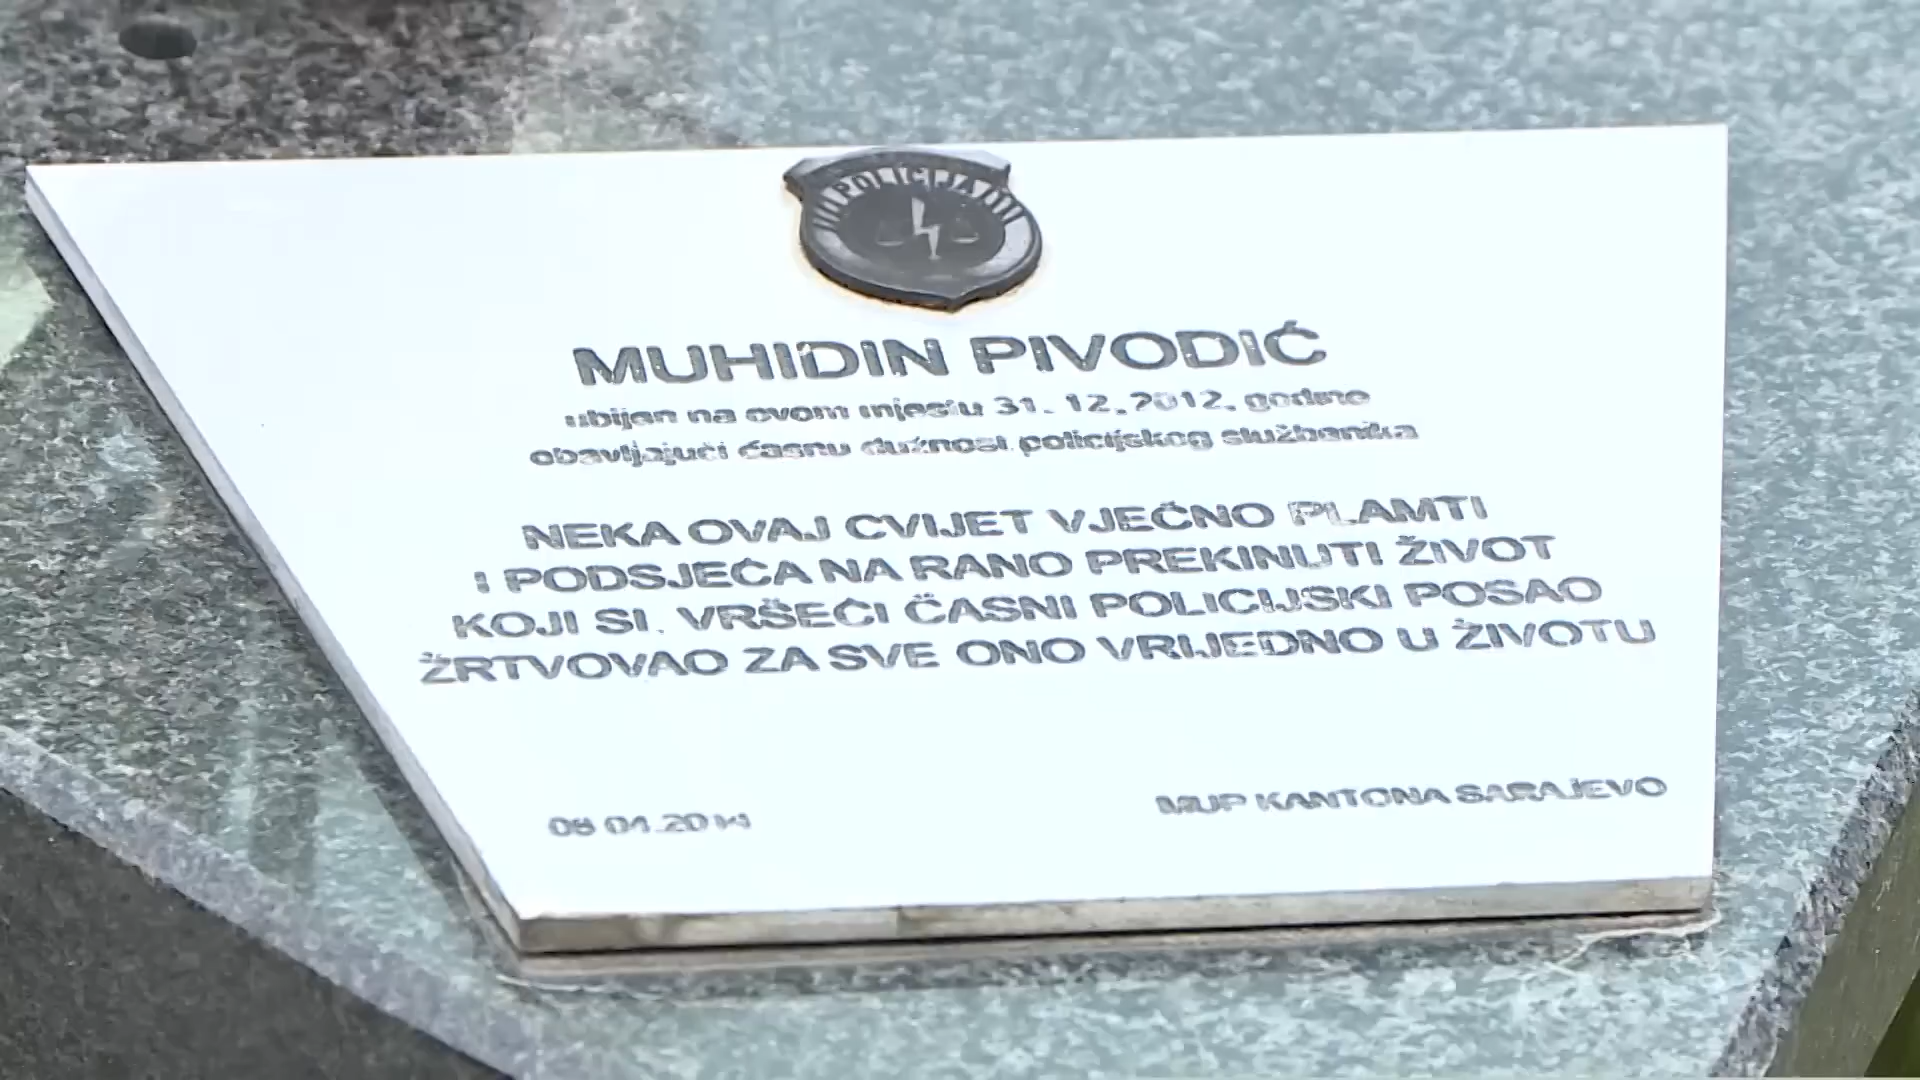 POLICIJA
MUHIDIN PIVODIĆ
ubijen na ovom mjestu 31. 12. 2012. godine
obavljajući časnu dužnost policijskog službenika
NEKA OVAJ CVIJET VJEČNO PLAMTI
I PODSJEĆA NA RANO PREKINUTI ŽIVOT
KOJI SI, VRŠEĆI ČASNI POLICIJSKI POSAO
ŽRTVOVAO ZA SVE ONO VRIJEDNO U ŽIVOTU
MUP KANTONA SARAJEVO